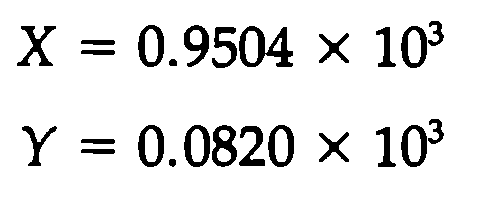 X = 0.9504 × 10³
Y = 0.0820 × 10³